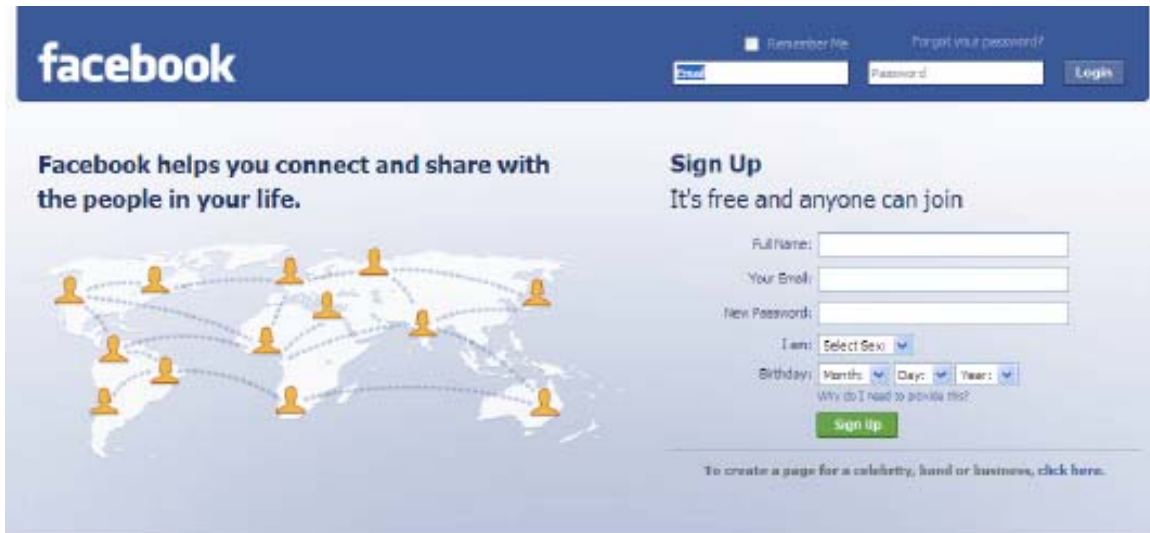 facebook
Remember Me
Forgot your password?
Email
Password
Login
Facebook helps you connect and share with
the people in your life.
Sign Up
It's free and anyone can join
Full Name:
Your Email:
New Password:
I am: Select Sex:
Birthday: Month: Day: Year:
Why do I need to provide this?
Sign Up
To create a page for a celebrity, band or business, click here.